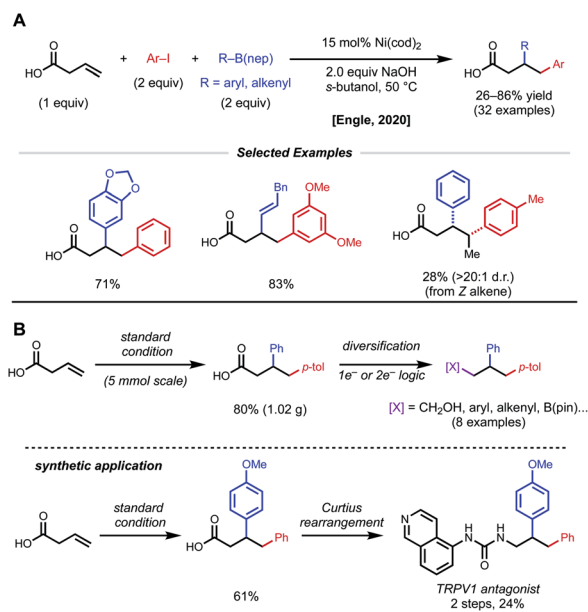 A
O
HO
(1 equiv)
+
Ar–I
(2 equiv)
+
R–B(nep)
R = aryl, alkenyl
(2 equiv)
15 mol% Ni(cod)₂
2.0 equiv NaOH
s-butanol, 50 °C
[Engle, 2020]
O
R
HO
Ar
26–86% yield
(32 examples)
Selected Examples
O
O
O
HO
71%
Bn
OMe
O
HO
OMe
83%
Me
O
HO
Me
28% (>20:1 d.r.)
(from Z alkene)
B
O
HO
standard
condition
(5 mmol scale)
O
Ph
HO
p-tol
80% (1.02 g)
diversification
1e⁻ or 2e⁻ logic
Ph
[X]
p-tol
[X] = CH₂OH, aryl, alkenyl, B(pin)...
(8 examples)
synthetic application
O
HO
standard
condition
OMe
O
HO
Ph
61%
Curtius
rearrangement
OMe
N
H
N
H
N
O
Ph
TRPV1 antagonist
2 steps, 24%